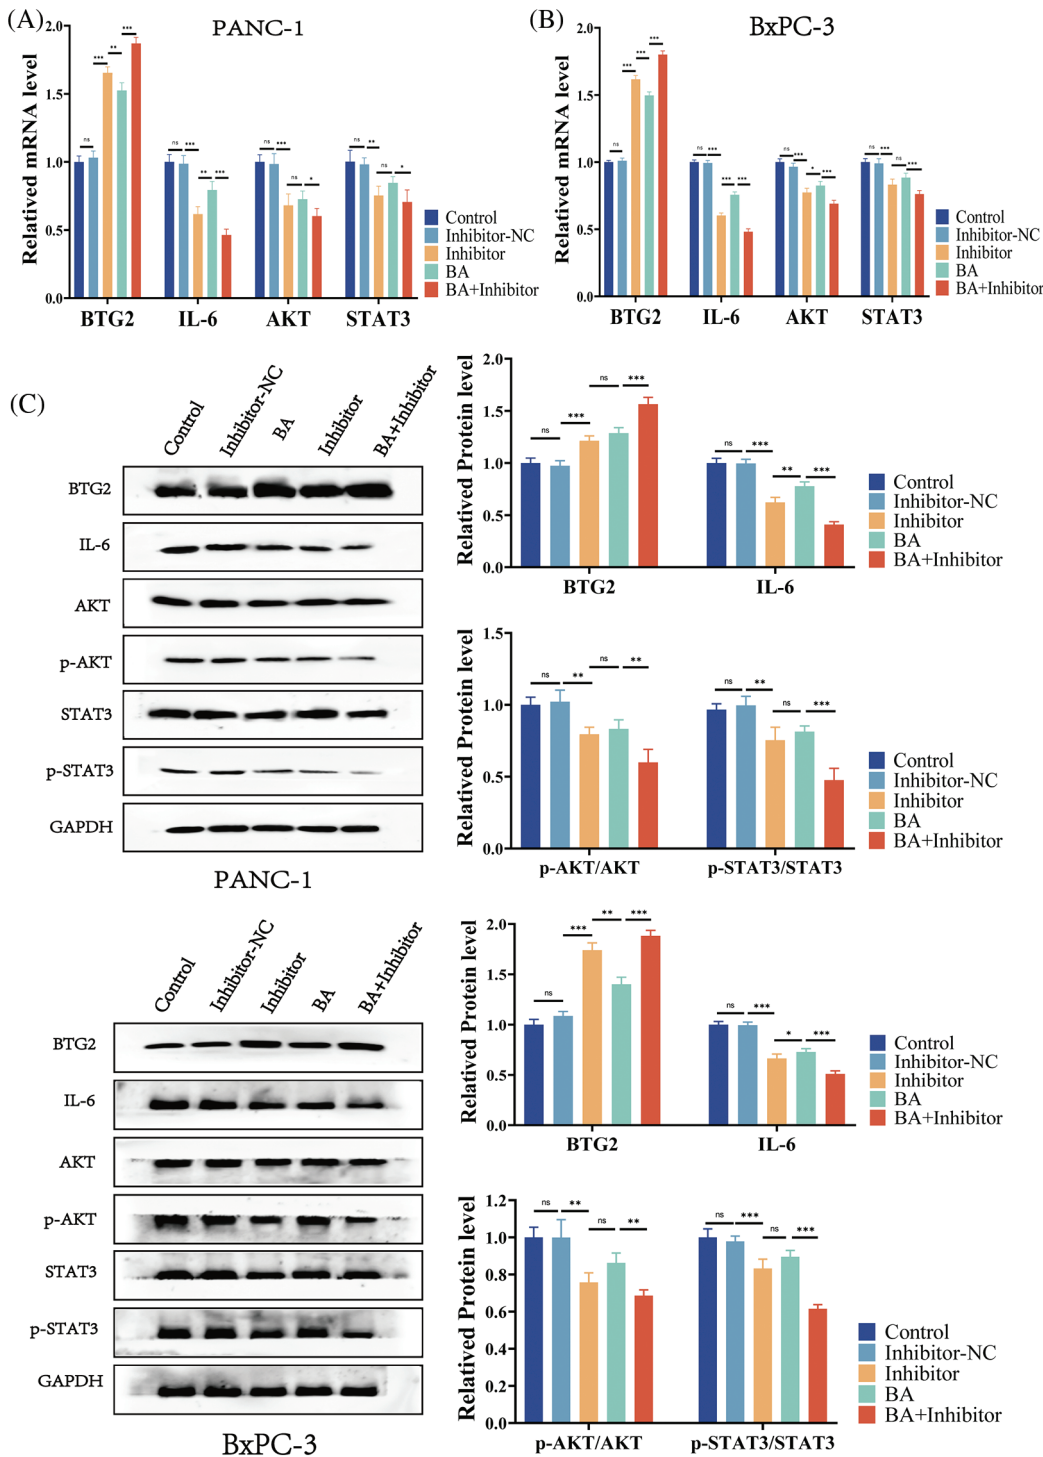 (A)
PANC-1
Relatived mRNA level
2.0
1.5
1.0
0.5
0.0
ns *** ** ***
ns *** ** ***
ns *** ns *
ns ** ns *
BTG2 IL-6 AKT STAT3
Control
Inhibitor-NC
Inhibitor
BA
BA+Inhibitor
(B)
BxPC-3
Relatived mRNA level
2.0
1.5
1.0
0.5
0.0
ns *** *** ***
ns *** *** ***
ns *** * ***
ns *** ns ***
BTG2 IL-6 AKT STAT3
Control
Inhibitor-NC
Inhibitor
BA
BA+Inhibitor
(C)
Control Inhibitor-NC BA Inhibitor BA+Inhibitor
BTG2
IL-6
AKT
p-AKT
STAT3
p-STAT3
GAPDH
PANC-1
Relatived Protein level
2.0
1.5
1.0
0.5
0.0
ns *** ns ***
ns *** ** ***
BTG2 IL-6
Control
Inhibitor-NC
Inhibitor
BA
BA+Inhibitor
Relatived Protein level
1.5
1.0
0.5
0.0
ns ** ns **
ns ** ns ***
p-AKT/AKT p-STAT3/STAT3
Control
Inhibitor-NC
Inhibitor
BA
BA+Inhibitor
Control Inhibitor-NC Inhibitor BA BA+Inhibitor
BTG2
IL-6
AKT
p-AKT
STAT3
p-STAT3
GAPDH
BxPC-3
Relatived Protein level
2.0
1.5
1.0
0.5
0.0
ns *** ** ***
ns *** * ***
BTG2 IL-6
Control
Inhibitor-NC
Inhibitor
BA
BA+Inhibitor
Relatived Protein level
1.2
1.0
0.8
0.6
0.4
0.2
0.0
ns ** ns **
ns *** ns ***
p-AKT/AKT p-STAT3/STAT3
Control
Inhibitor-NC
Inhibitor
BA
BA+Inhibitor